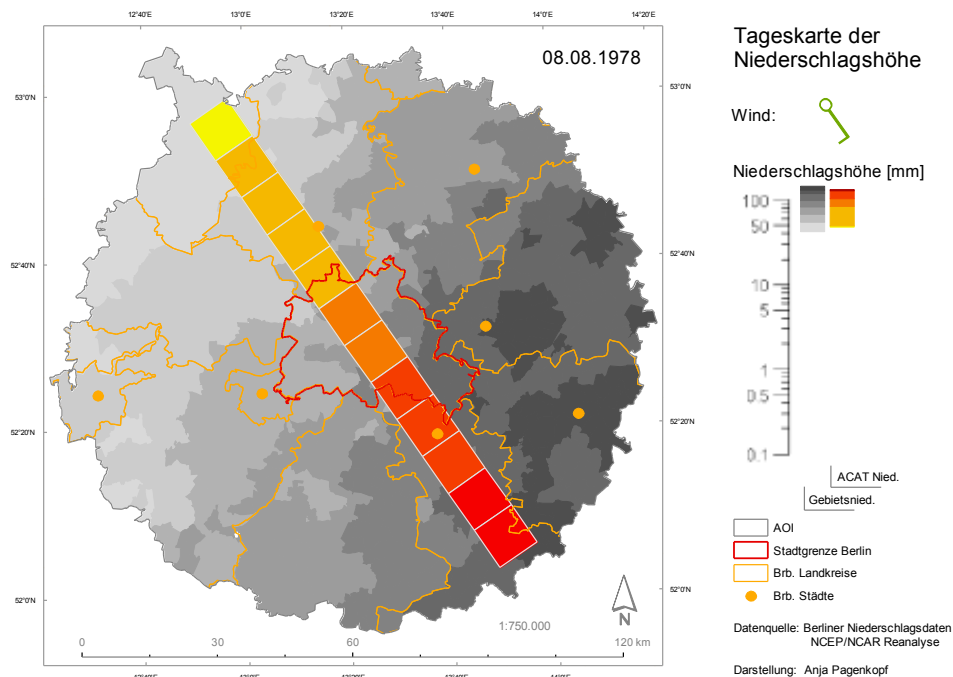 12°40'E 13°0'E 13°20'E 13°40'E 14°0'E 14°20'E
08.08.1978
53°0'N 53°0'N
52°40'N 52°40'N
52°20'N 52°20'N
52°0'N 52°0'N
N
1:750.000
0 30 60 120 km
Tageskarte der
Niederschlagshöhe
Wind:
Niederschlagshöhe [mm]
100
50
10
5
1
0.5
0.1
ACAT Nied.
Gebietsnied.
AOI
Stadtgrenze Berlin
Brb. Landkreise
Brb. Städte
Datenquelle: Berliner Niederschlagsdaten
NCEP/NCAR Reanalyse
Darstellung: Anja Pagenkopf